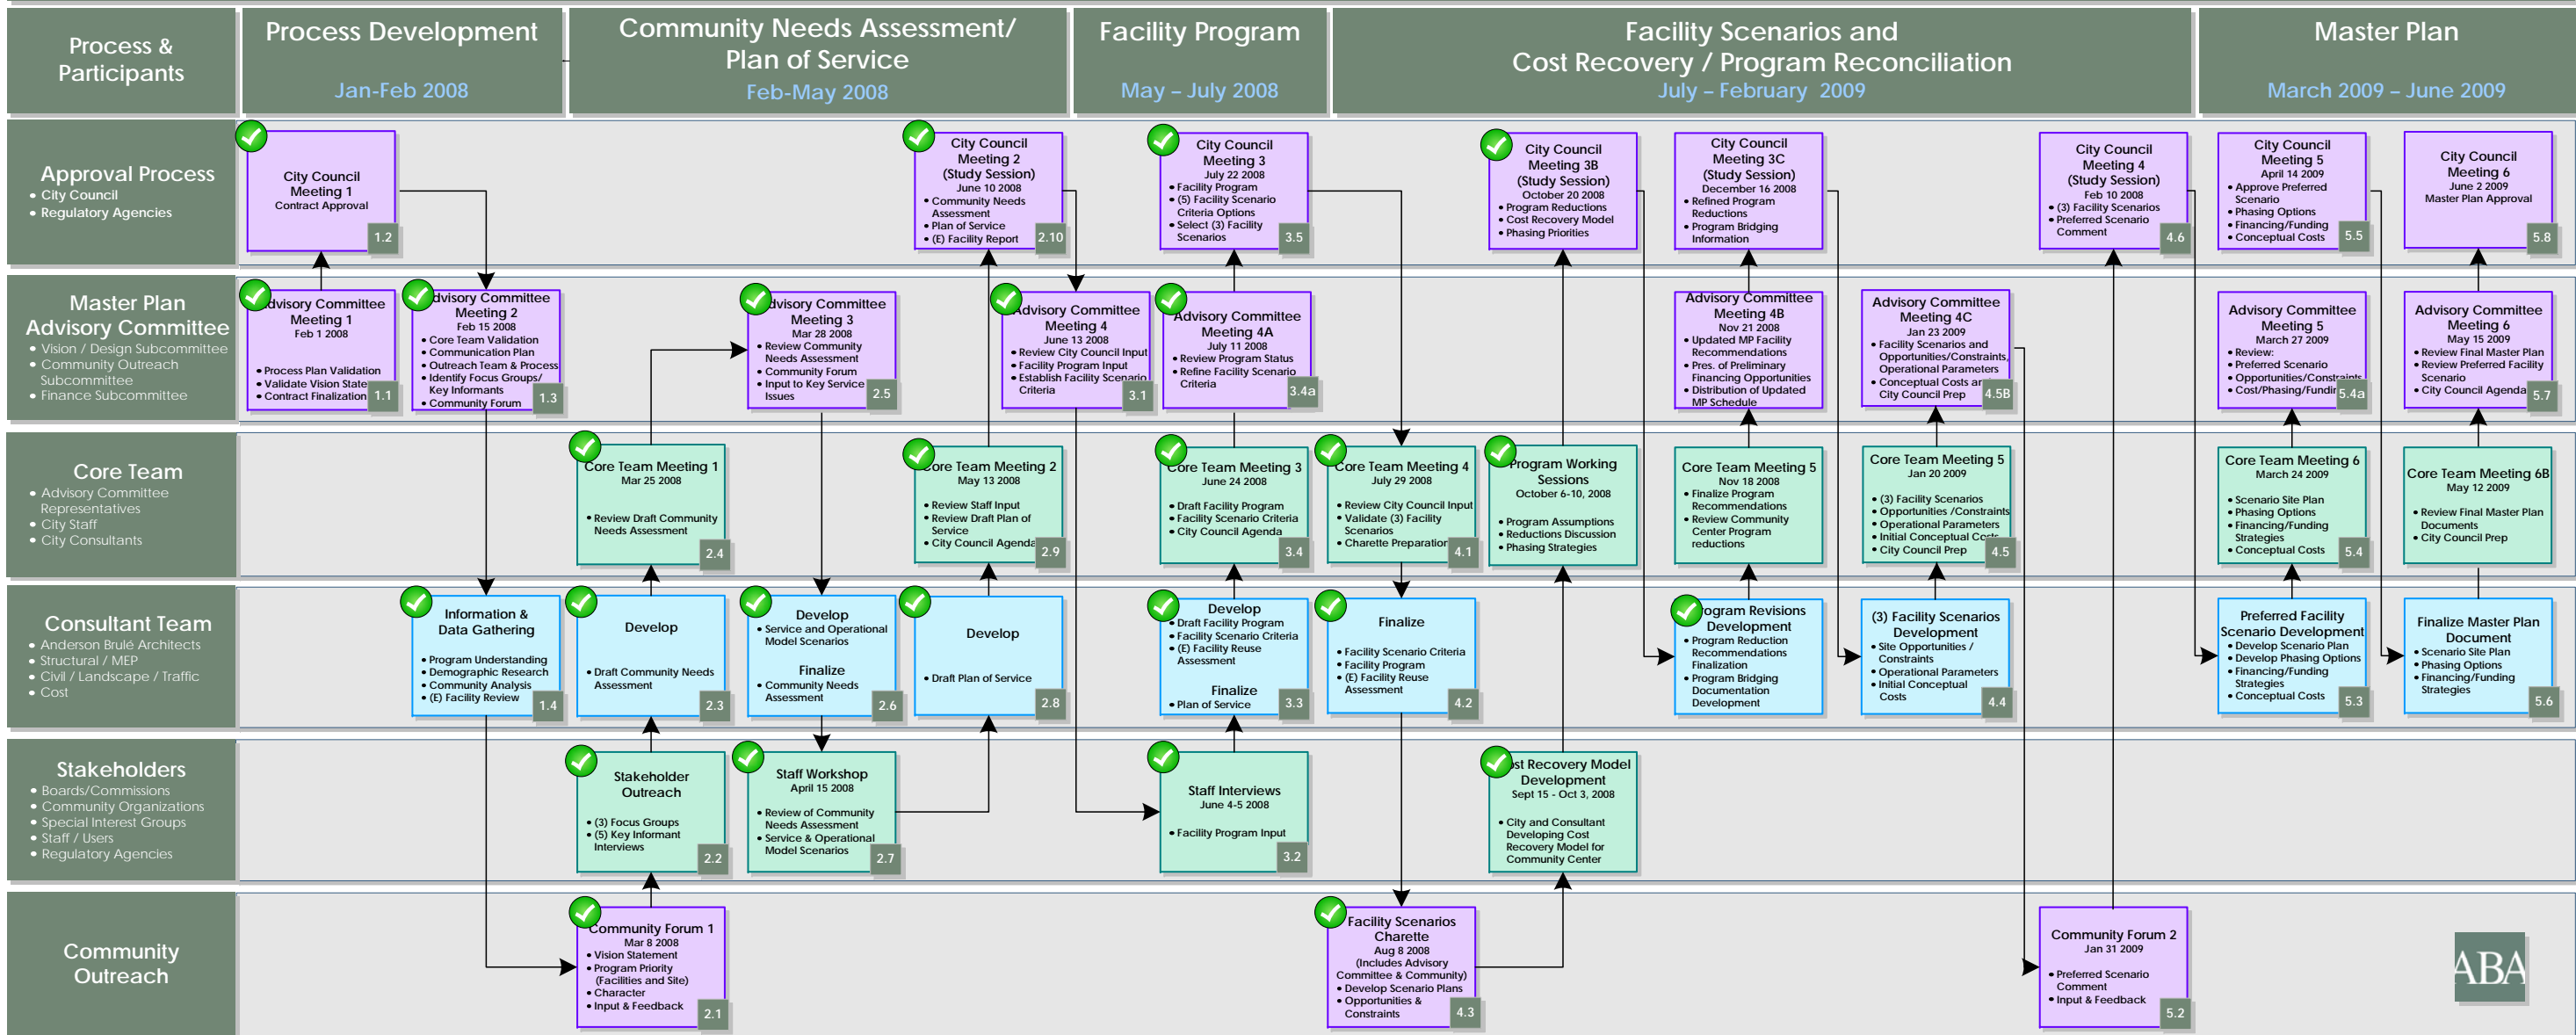 Process &
Participants
Process Development
Jan-Feb 2008
Community Needs Assessment/
Plan of Service
Feb-May 2008
Facility Program
May – July 2008
Facility Scenarios and
Cost Recovery / Program Reconciliation
July – February 2009
Master Plan
March 2009 – June 2009
Approval Process
• City Council
• Regulatory Agencies
City Council
Meeting 1
Contract Approval
1.2
City Council
Meeting 2
(Study Session)
June 10 2008
• Community Needs
Assessment
• Plan of Service
• (E) Facility Report
2.10
City Council
Meeting 3
July 22 2008
• Facility Program
• (5) Facility Scenario
Criteria Options
• Select (3) Facility
Scenarios
3.5
City Council
Meeting 3B
(Study Session)
October 20 2008
• Program Reductions
• Cost Recovery Model
• Phasing Priorities
City Council
Meeting 3C
(Study Session)
December 16 2008
• Refined Program
Reductions
• Program Bridging
Information
City Council
Meeting 4
(Study Session)
Feb 10 2009
• (3) Facility Scenarios
• Preferred Scenario
Comment
4.6
City Council
Meeting 5
April 14 2009
• Approve Preferred
Scenario
• Phasing Options
• Financing/Funding
• Conceptual Costs
5.5
City Council
Meeting 6
June 2 2009
Master Plan Approval
5.8
Master Plan
Advisory Committee
• Vision / Design Subcommittee
• Community Outreach
Subcommittee
• Finance Subcommittee
dvisory Committee
Meeting 1
Feb 1 2008
• Process Plan Validation
• Validate Vision State
• Contract Finalization
1.1
dvisory Committee
Meeting 2
Feb 15 2008
• Core Team Validation
• Communication Plan
• Outreach Team & Process
• Identify Focus Groups/
Key Informants
• Community Forum
1.3
dvisory Committee
Meeting 3
Mar 28 2008
• Review Community
Needs Assessment
• Community Forum
• Input to Key Service
Issues
2.5
Advisory Committee
Meeting 4
June 13 2008
• Review City Council Input
• Facility Program Input
• Establish Facility Scenario
Criteria
3.1
Advisory Committee
Meeting 4A
July 11 2008
• Review Program Status
• Refine Facility Scenario
Criteria
3.4a
Advisory Committee
Meeting 4B
Nov 21 2008
• Updated MP Facility
Recommendations
• Pres. of Preliminary
Financing Opportunities
• Distribution of Updated
MP Schedule
Advisory Committee
Meeting 4C
Jan 23 2009
• Facility Scenarios and
Opportunities/Constraints,
Operational Parameters
• Conceptual Costs an
City Council Prep
4.5B
Advisory Committee
Meeting 5
March 27 2009
• Review:
• Preferred Scenario
• Opportunities/Constraints
• Cost/Phasing/Fundin
5.4a
Advisory Committee
Meeting 6
May 15 2009
• Review Final Master Plan
• Review Preferred Facility
Scenario
• City Council Agenda
5.7
Core Team
• Advisory Committee
Representatives
• City Staff
• City Consultants
Core Team Meeting 1
Mar 25 2008
• Review Draft Community
Needs Assessment
2.4
Core Team Meeting 2
May 13 2008
• Review Staff Input
• Review Draft Plan of
Service
• City Council Agenda
2.9
Core Team Meeting 3
June 24 2008
• Draft Facility Program
• Facility Scenario Criteria
• City Council Agenda
3.4
Core Team Meeting 4
July 29 2008
• Review City Council Input
• Validate (3) Facility
Scenarios
• Charette Preparation
4.1
Program Working
Sessions
October 6-10, 2008
• Program Assumptions
• Reductions Discussion
• Phasing Strategies
Core Team Meeting 5
Nov 18 2008
• Finalize Program
Recommendations
• Review Community
Center Program
reductions
Core Team Meeting 5
Jan 20 2009
• (3) Facility Scenarios
• Opportunities /Constraints
• Operational Parameters
• Initial Conceptual Costs
• City Council Prep
4.5
Core Team Meeting 6
March 24 2009
• Scenario Site Plan
• Phasing Options
• Financing/Funding
Strategies
• Conceptual Costs
5.4
Core Team Meeting 6B
May 12 2009
• Review Final Master Plan
Documents
• City Council Prep
Consultant Team
• Anderson Brulé Architects
• Structural / MEP
• Civil / Landscape / Traffic
• Cost
Information &
Data Gathering
• Program Understanding
• Demographic Research
• Community Analysis
• (E) Facility Review
1.4
Develop
• Draft Community Needs
Assessment
2.3
Develop
• Service and Operational
Model Scenarios
Finalize
• Community Needs
Assessment
2.6
Develop
• Draft Plan of Service
2.8
Develop
• Draft Facility Program
• Facility Scenario Criteria
• (E) Facility Reuse
Assessment
Finalize
• Plan of Service
3.3
Finalize
• Facility Scenario Criteria
• Facility Program
• (E) Facility Reuse
Assessment
4.2
ogram Revisions
Development
• Program Reduction
Recommendations
Finalization
• Program Bridging
Documentation
Development
(3) Facility Scenarios
Development
• Site Opportunities /
Constraints
• Operational Parameters
• Initial Conceptual
Costs
4.4
Preferred Facility
Scenario Development
• Develop Scenario Plan
• Develop Phasing Options
• Financing/Funding
Strategies
• Conceptual Costs
5.3
Finalize Master Plan
Document
• Scenario Site Plan
• Phasing Options
• Financing/Funding
Strategies
5.6
Stakeholders
• Boards/Commissions
• Community Organizations
• Special Interest Groups
• Staff / Users
• Regulatory Agencies
Stakeholder
Outreach
• (3) Focus Groups
• (5) Key Informant
Interviews
2.2
Staff Workshop
April 15 2008
• Review of Community
Needs Assessment
• Service & Operational
Model Scenarios
2.7
Staff Interviews
June 4-5 2008
• Facility Program Input
3.2
st Recovery Model
Development
Sept 15 - Oct 3, 2008
• City and Consultant
Developing Cost
Recovery Model for
Community Center
Community
Outreach
Community Forum 1
Mar 8 2008
• Vision Statement
• Program Priority
(Facilities and Site)
• Character
• Input & Feedback
2.1
Facility Scenarios
Charette
Aug 8 2008
(Includes Advisory
Committee & Community)
• Develop Scenario Plans
• Opportunities &
Constraints
4.3
Community Forum 2
Jan 31 2009
• Preferred Scenario
Comment
• Input & Feedback
5.2
ABA